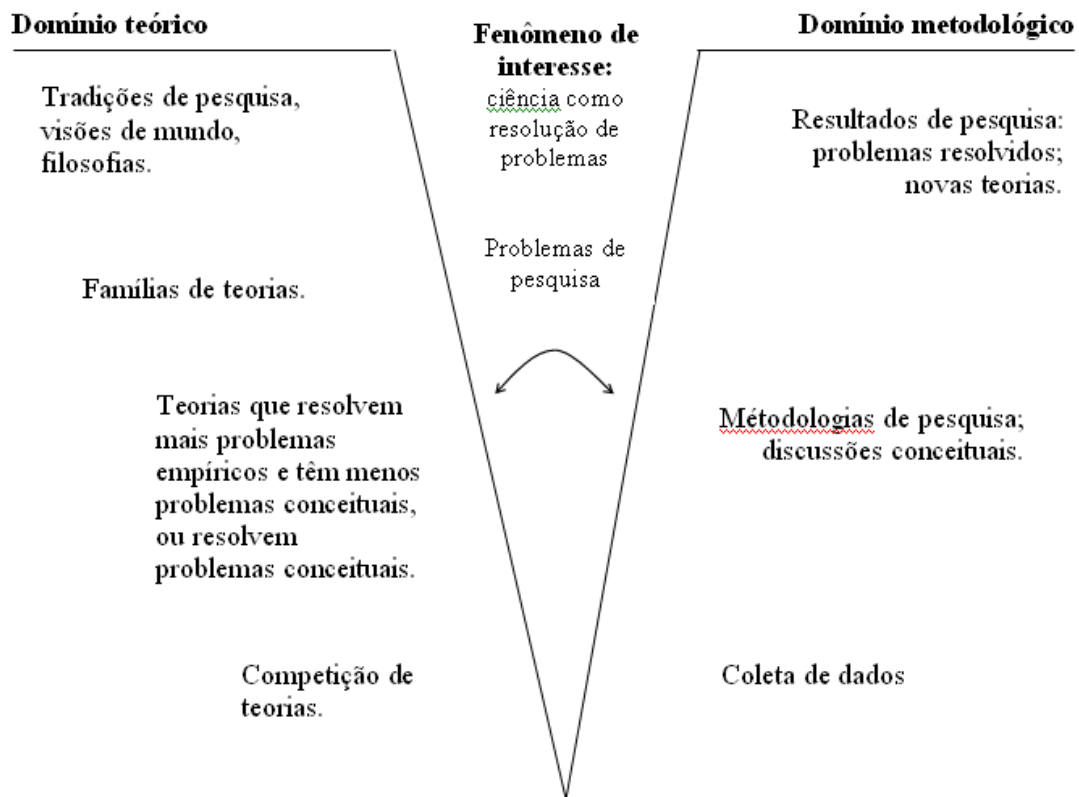 Domínio teórico
Tradições de pesquisa,
visões de mundo,
filosofias.
Famílias de teorias.
Teorias que resolvem
mais problemas
empíricos e têm menos
problemas conceituais,
ou resolvem
problemas conceituais.
Competição de
teorias.
Fenômeno de
interesse:
ciência como
resolução de
problemas
Problemas de
pesquisa
Domínio metodológico
Resultados de pesquisa:
problemas resolvidos;
novas teorias.
Métodologias de pesquisa;
discussões conceituais.
Coleta de dados